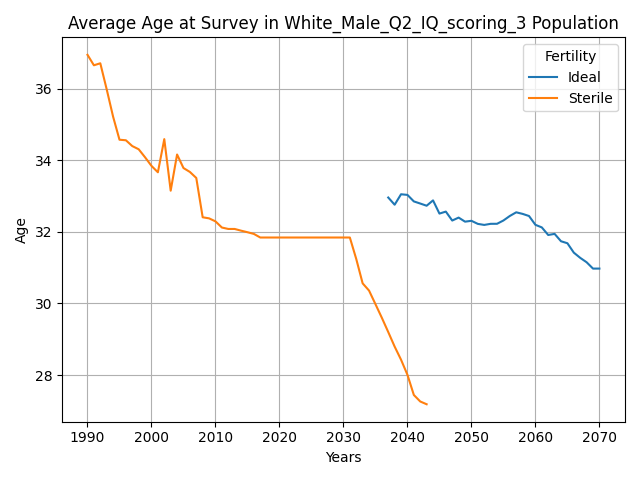 Average Age at Survey in White_Male_Q2_IQ_scoring_3 Population
Fertility
Ideal
Sterile
Age
36
34
32
30
28
1990 2000 2010 2020 2030 2040 2050 2060 2070
Years